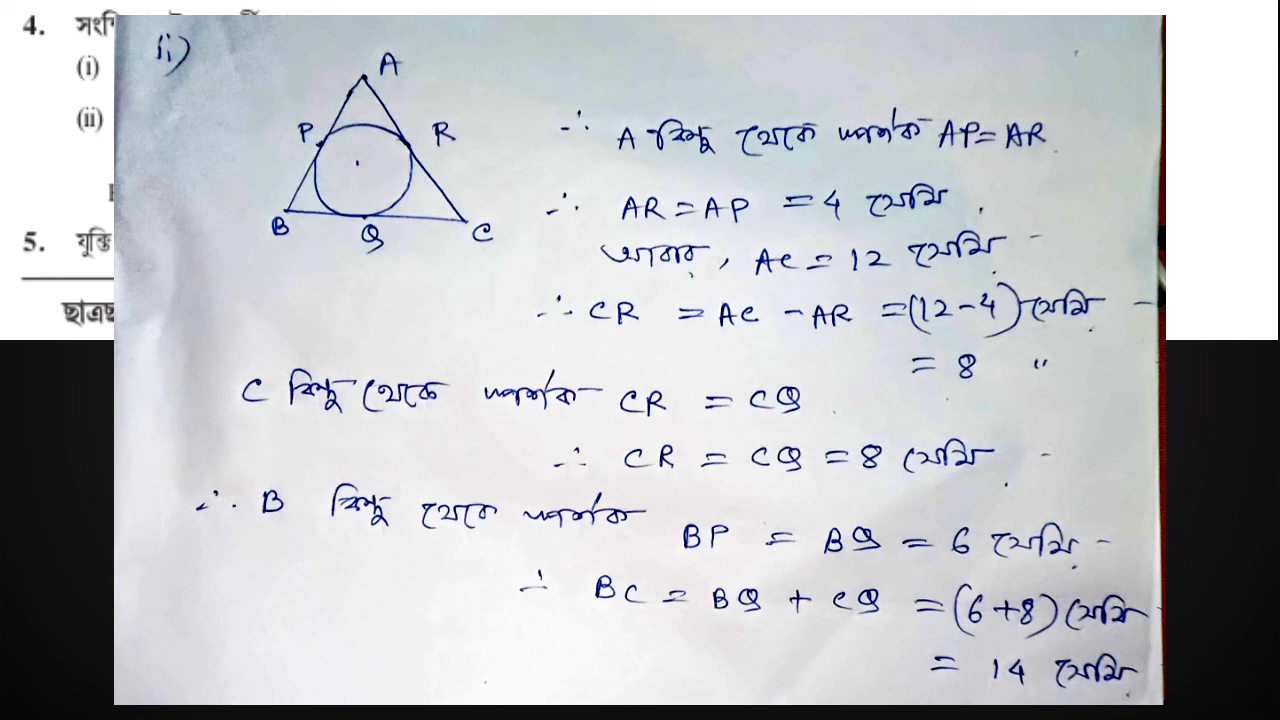 4. সংক্ষি
(i)
(ii)
5. যুক্তি
ছাত্রছ
ii)
A
P R
B Q C
∴ A বিন্দু থেকে স্পর্শক AP = AR
∴ AR = AP = 4 সেমি.
আবার, AC = 12 সেমি.
∴ CR = AC - AR = (12-4) সেমি.
= 8 "
C বিন্দু থেকে স্পর্শক CR = CQ
∴ CR = CQ = 8 সেমি.
∴ B বিন্দু থেকে স্পর্শক
BP = BQ = 6 সেমি.
∴ BC = BQ + CQ = (6+8) সেমি
= 14 সেমি.